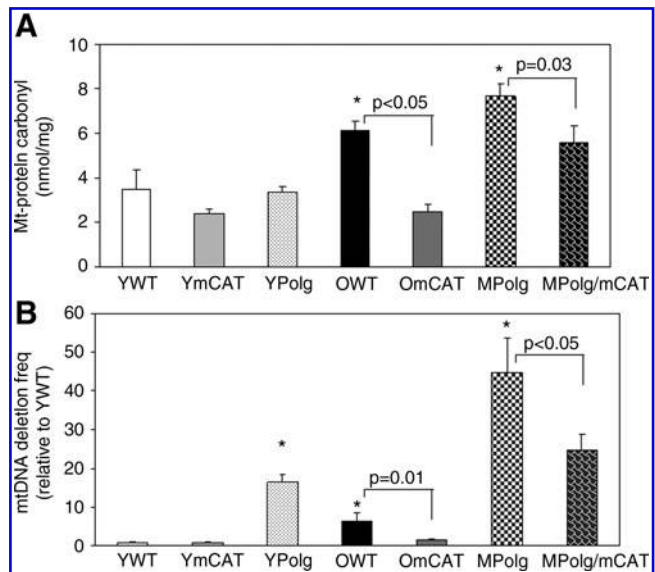 A
Mt-protein carbonyl
(nmol/mg)
10
8
6
4
2
0
*
p<0.05
*
p=0.03
YWT YmCAT YPolg OWT OmCAT MPolg MPolg/mCAT
B
mtDNA deletion freq
(relative to YWT)
60
50
40
30
20
10
0
*
*
p=0.01
*
p<0.05
YWT YmCAT YPolg OWT OmCAT MPolg MPolg/mCAT